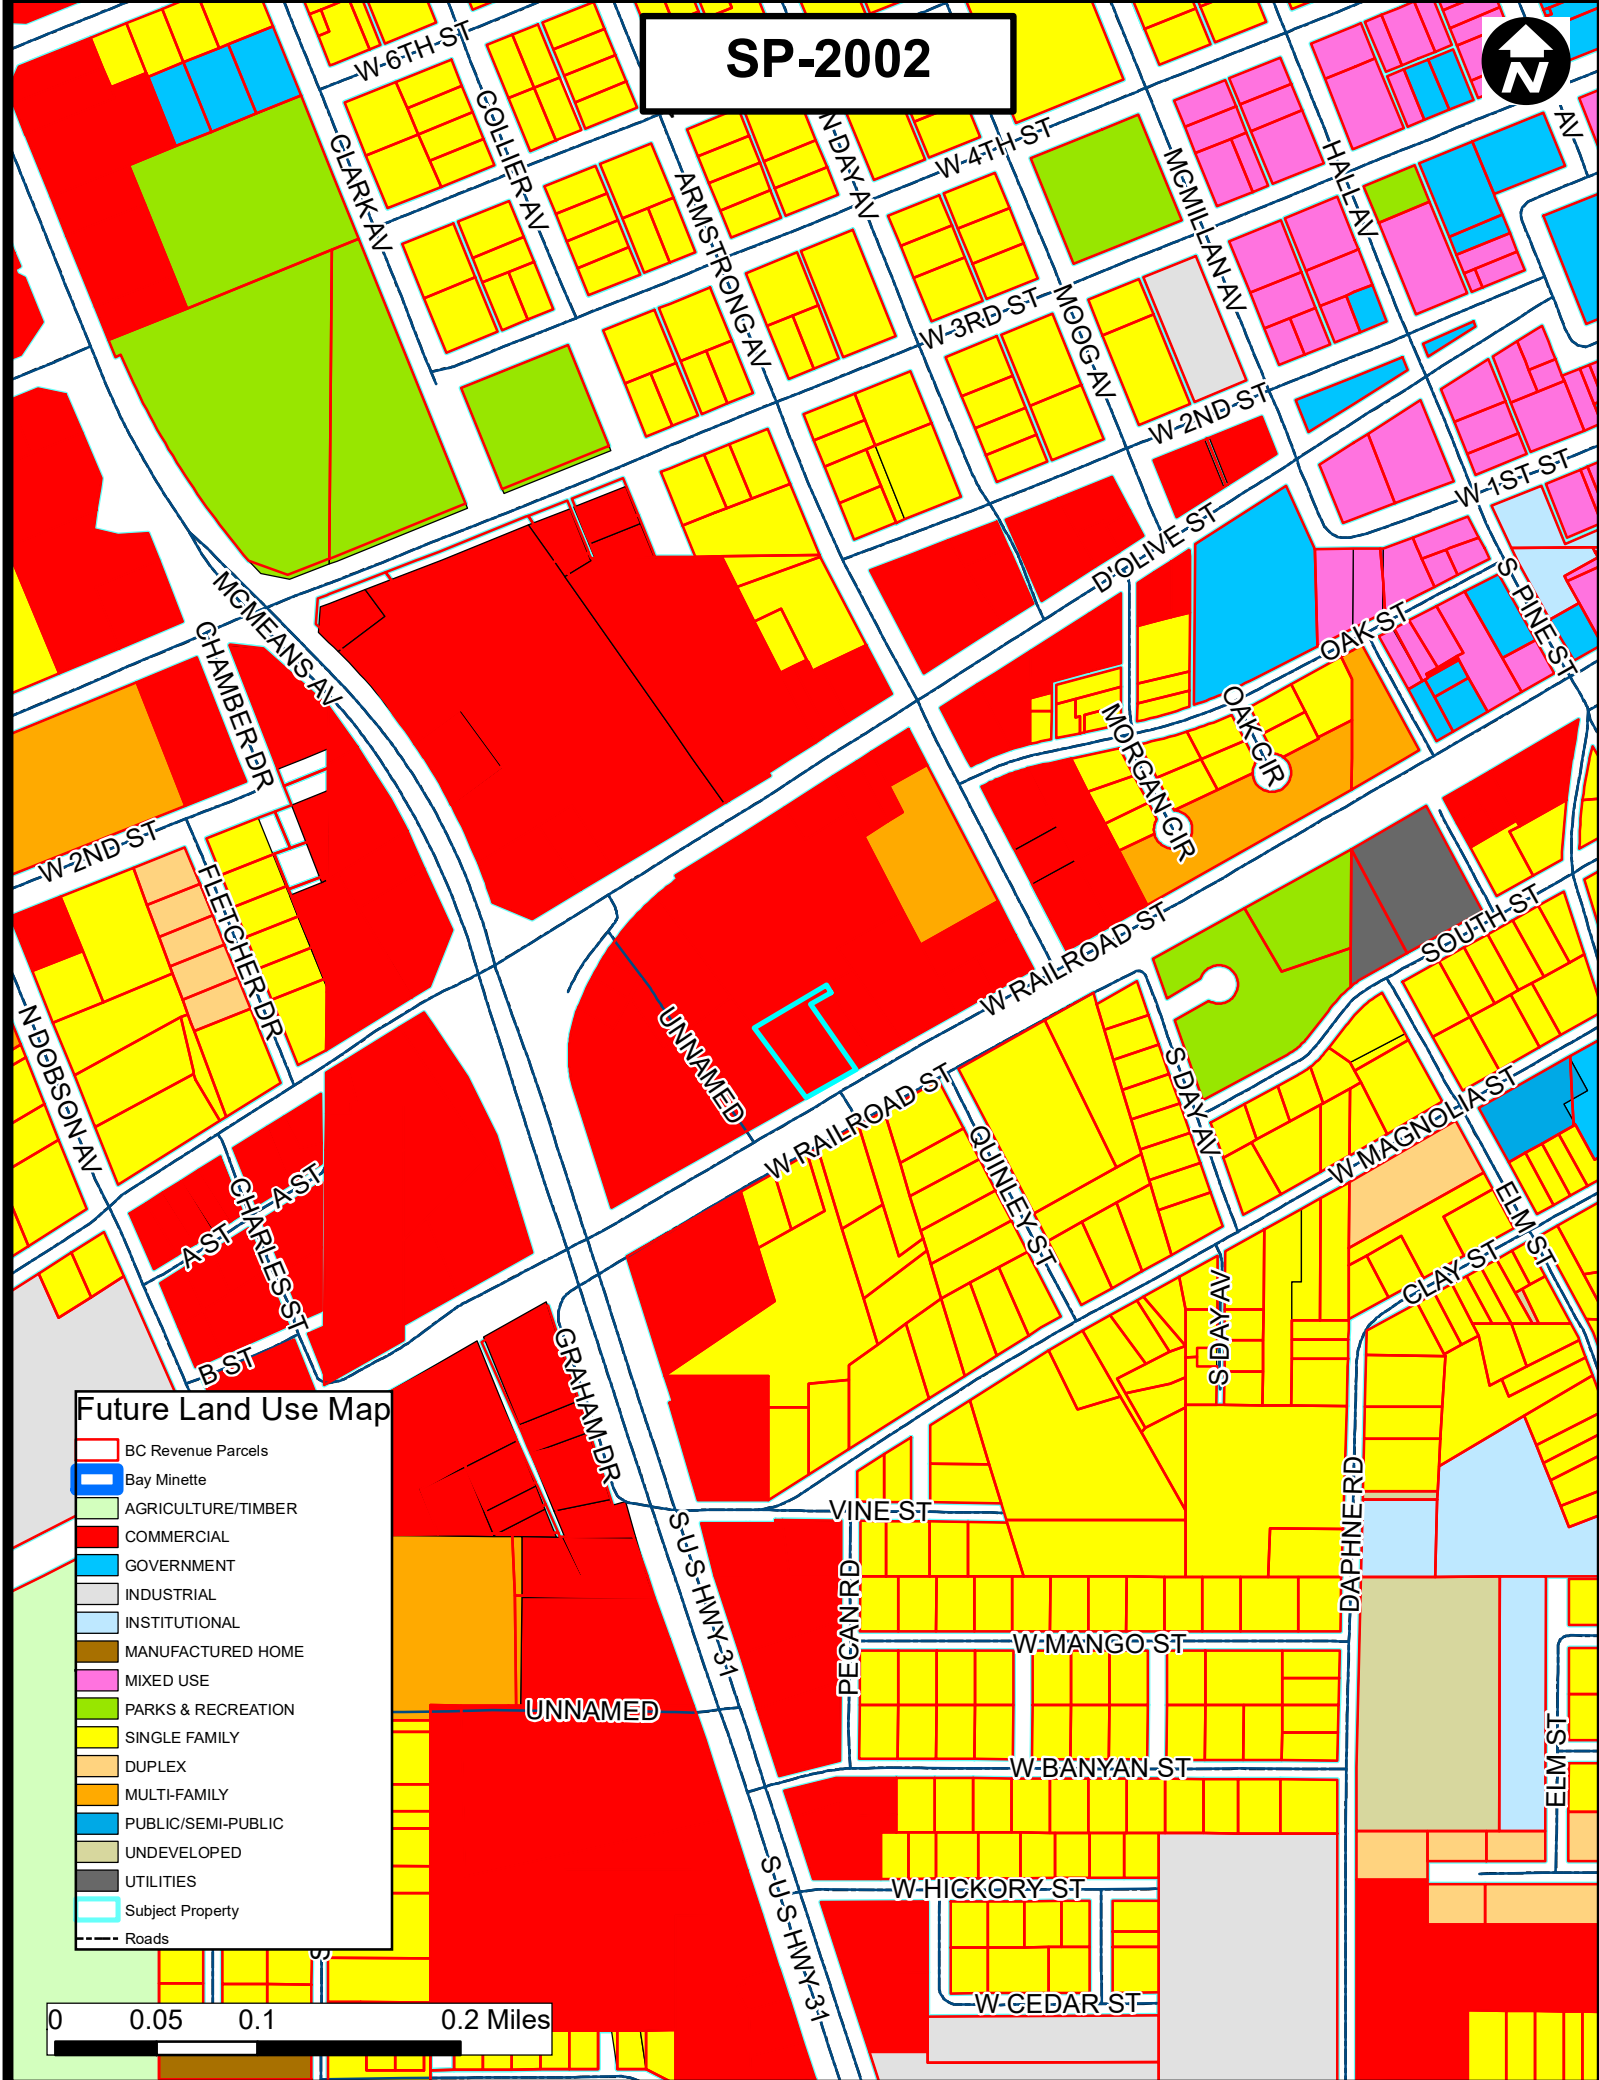 SP-2002
N
W 6TH ST
COLLIER AV
CLARK AV
N DAY AV
W 4TH ST
ARMSTRONG AV
MCMILLAN AV
HALL AV
AV
W 3RD ST
MOOG AV
W 2ND ST
W 1ST ST
D'OLIVE ST
S PINE ST
OAK ST
OAK CIR
MORGAN CIR
MCMEANS AV
CHAMBER DR
W 2ND ST
FLETCHER DR
N DOBSON AV
UNNAMED
W RAILROAD ST
SOUTH ST
W RAILROAD ST
S DAY AV
QUINLEY ST
W MAGNOLIA ST
ELM ST
CLAY ST
S DAY AV
A ST
A ST
CHARLES ST
B ST
GRAHAM DR
VINE ST
S U S HWY 31
PECAN RD
DAPHNE RD
W MANGO ST
UNNAMED
W BANYAN ST
ELM ST
S U S HWY 31
W HICKORY ST
W CEDAR ST
Future Land Use Map
BC Revenue Parcels
Bay Minette
AGRICULTURE/TIMBER
COMMERCIAL
GOVERNMENT
INDUSTRIAL
INSTITUTIONAL
MANUFACTURED HOME
MIXED USE
PARKS & RECREATION
SINGLE FAMILY
DUPLEX
MULTI-FAMILY
PUBLIC/SEMI-PUBLIC
UNDEVELOPED
UTILITIES
Subject Property
Roads
S
0 0.05 0.1 0.2 Miles